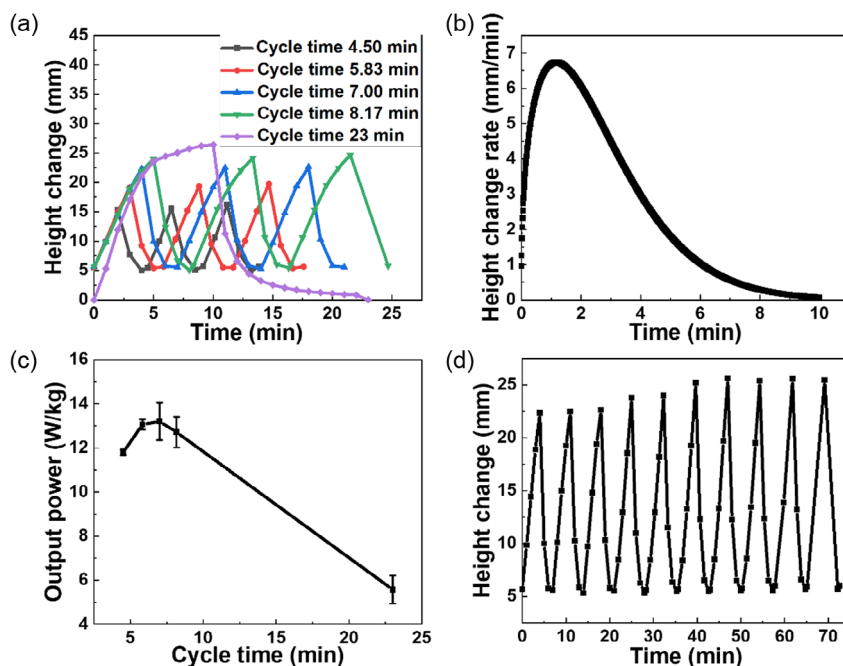 (a)
Height change (mm)
45
40
35
30
25
20
15
10
5
0
0 5 10 15 20 25
Time (min)
Cycle time 4.50 min
Cycle time 5.83 min
Cycle time 7.00 min
Cycle time 8.17 min
Cycle time 23 min
(b)
Height change rate (mm/min)
7
6
5
4
3
2
1
0
0 2 4 6 8 10
Time (min)
(c)
Output power (W/kg)
16
14
12
10
8
6
4
5 10 15 20 25
Cycle time (min)
(d)
Height change (mm)
25
20
15
10
5
0 10 20 30 40 50 60 70
Time (min)